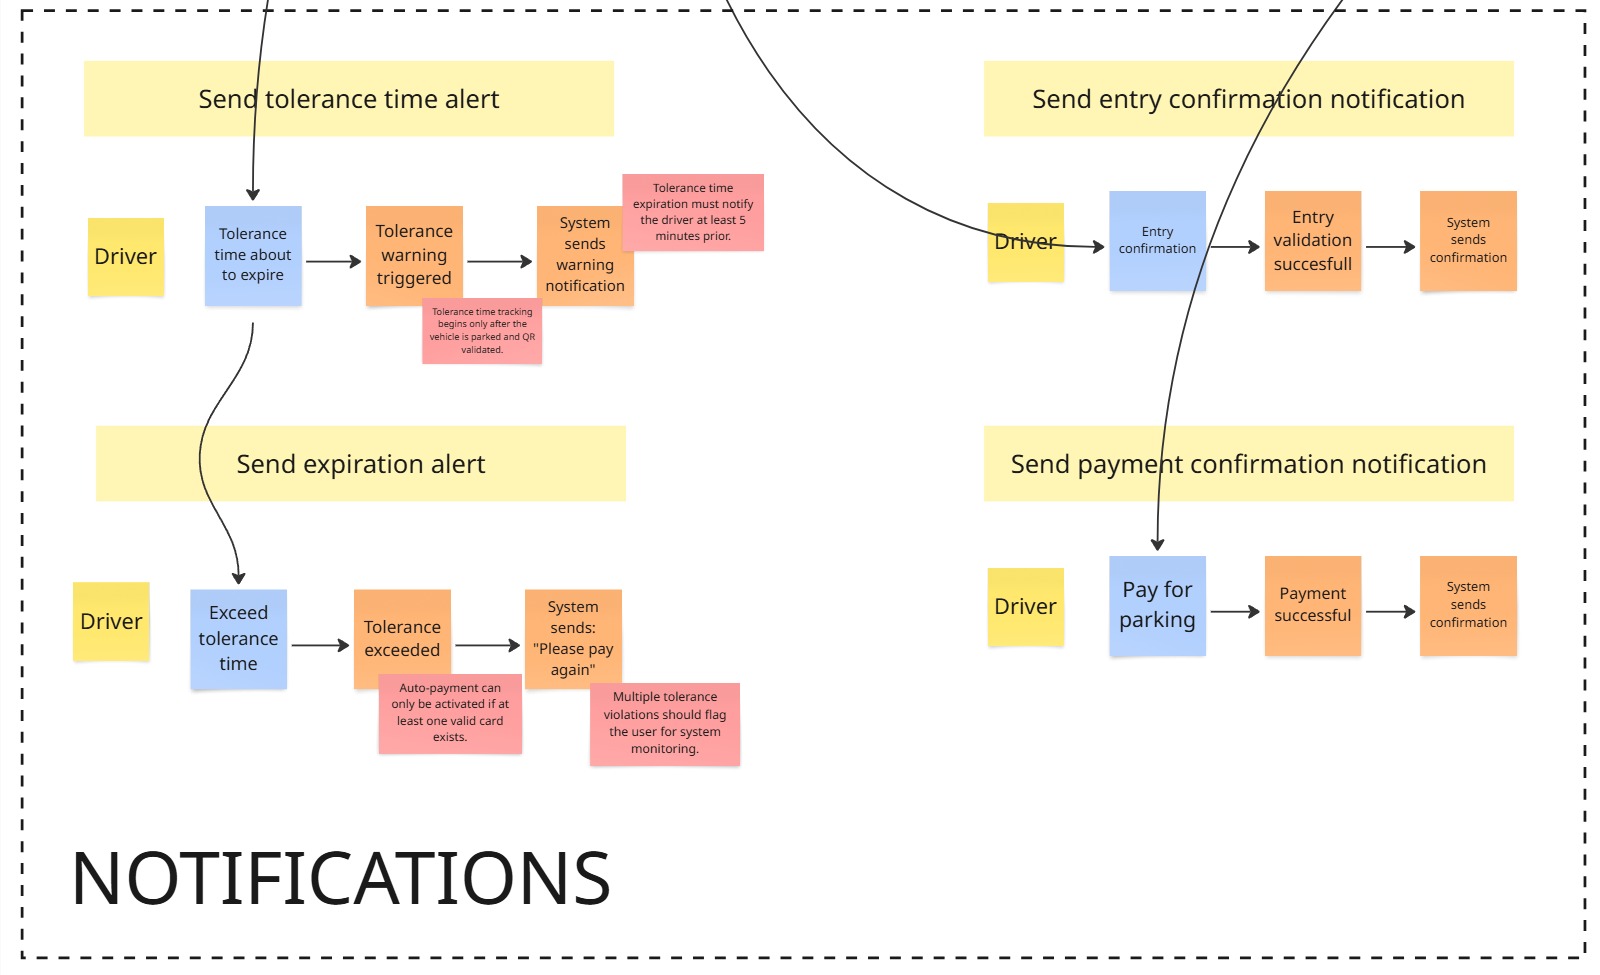 Send tolerance time alert
Driver
Tolerance
time about
to expire
Tolerance
warning
triggered
Tolerance time tracking
begins only after the
vehicle is parked and QR
validated.
System
sends
warning
notification
Tolerance time
expiration must notify
the driver at least 5
minutes prior.
Send entry confirmation notification
Driver
Entry
confirmation
Entry
validation
succesfull
System
sends
confirmation
Send expiration alert
Driver
Exceed
tolerance
time
Tolerance
exceeded
Auto-payment can
only be activated if at
least one valid card
exists.
System
sends:
"Please pay
again"
Multiple tolerance
violations should flag
the user for system
monitoring.
Send payment confirmation notification
Driver
Pay for
parking
Payment
successful
System
sends
confirmation
NOTIFICATIONS